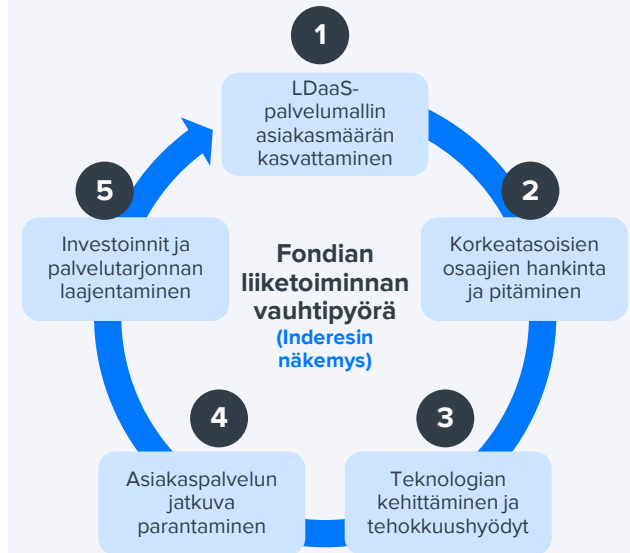 1
LDaaS-
palvelumallin
asiakasmäärän
kasvattaminen
2
Korkeatasoisien
osaajien hankinta
ja pitäminen
3
Teknologian
kehittäminen ja
tehokkuushyödyt
4
Asiakaspalvelun
jatkuva
parantaminen
5
Investoinnit ja
palvelutarjonnan
laajentaminen
Fondian
liiketoiminnan
vauhtipyörä
(Inderesin
näkemys)